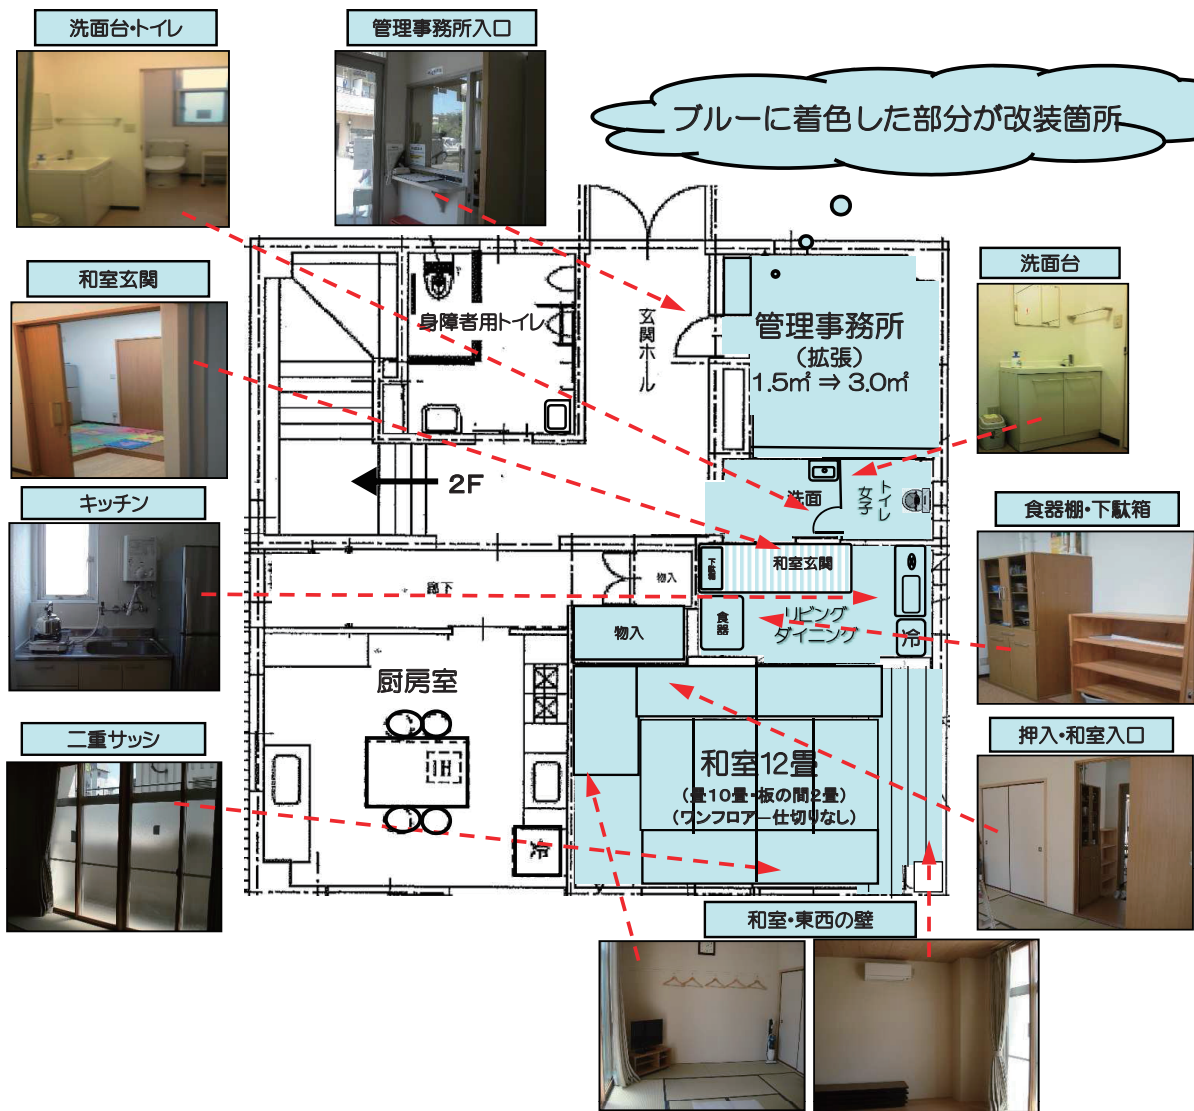 洗面台・トイレ
管理事務所入口
ブルーに着色した部分が改装箇所
和室玄関
洗面台
身障者用トイレ
玄関ホール
管理事務所
(拡張)
1.5㎡ ⇒ 3.0㎡
キッチン
2F
洗面
女子
トイレ
食器棚・下駄箱
下駄箱
和室玄関
廊下
物入
物入
食器
リビング
ダイニング
冷
厨房室
二重サッシ
押入・和室入口
和室12畳
(畳10畳・板の間2畳)
(ワンフロアー仕切りなし)
IH
冷
和室・東西の壁